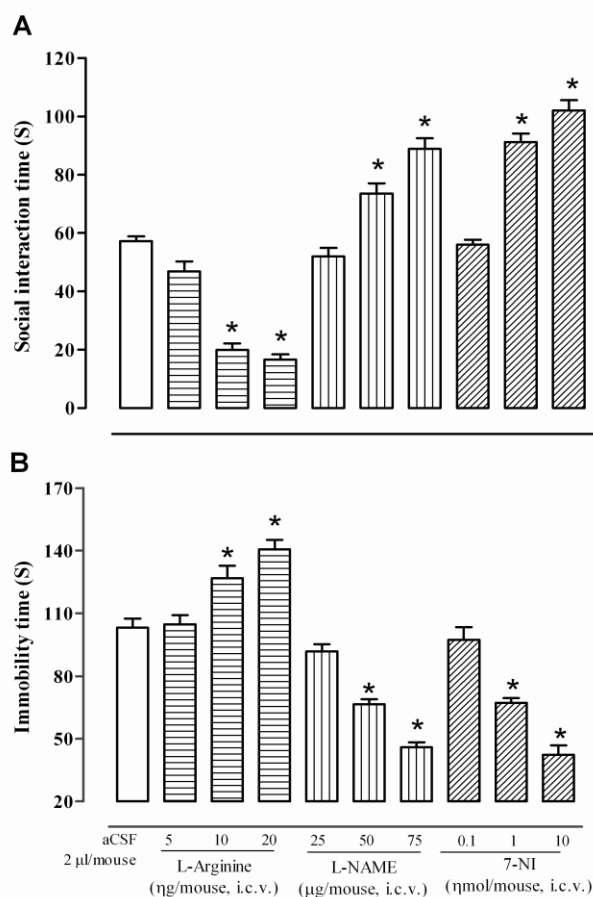 A
Social interaction time (S)
120
100
80
60
40
20
0
* * * * * *
B
Immobility time (S)
170
140
110
80
50
20
* * * * * *
aCSF 5 10 20 25 50 75 0.1 1 10
2 μl/mouse L-Arginine L-NAME 7-NI
(ηg/mouse, i.c.v.) (μg/mouse, i.c.v.) (ηmol/mouse, i.c.v.)